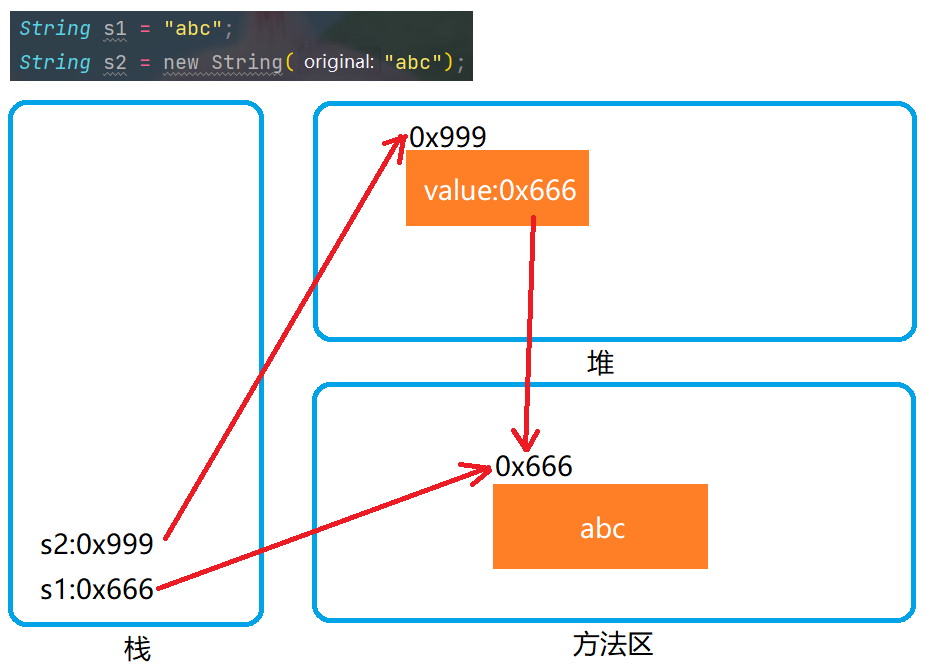 String s1 = "abc";
String s2 = new String( original: "abc");
0x999
value:0x666
堆
0x666
abc
s2:0x999
s1:0x666
栈
方法区